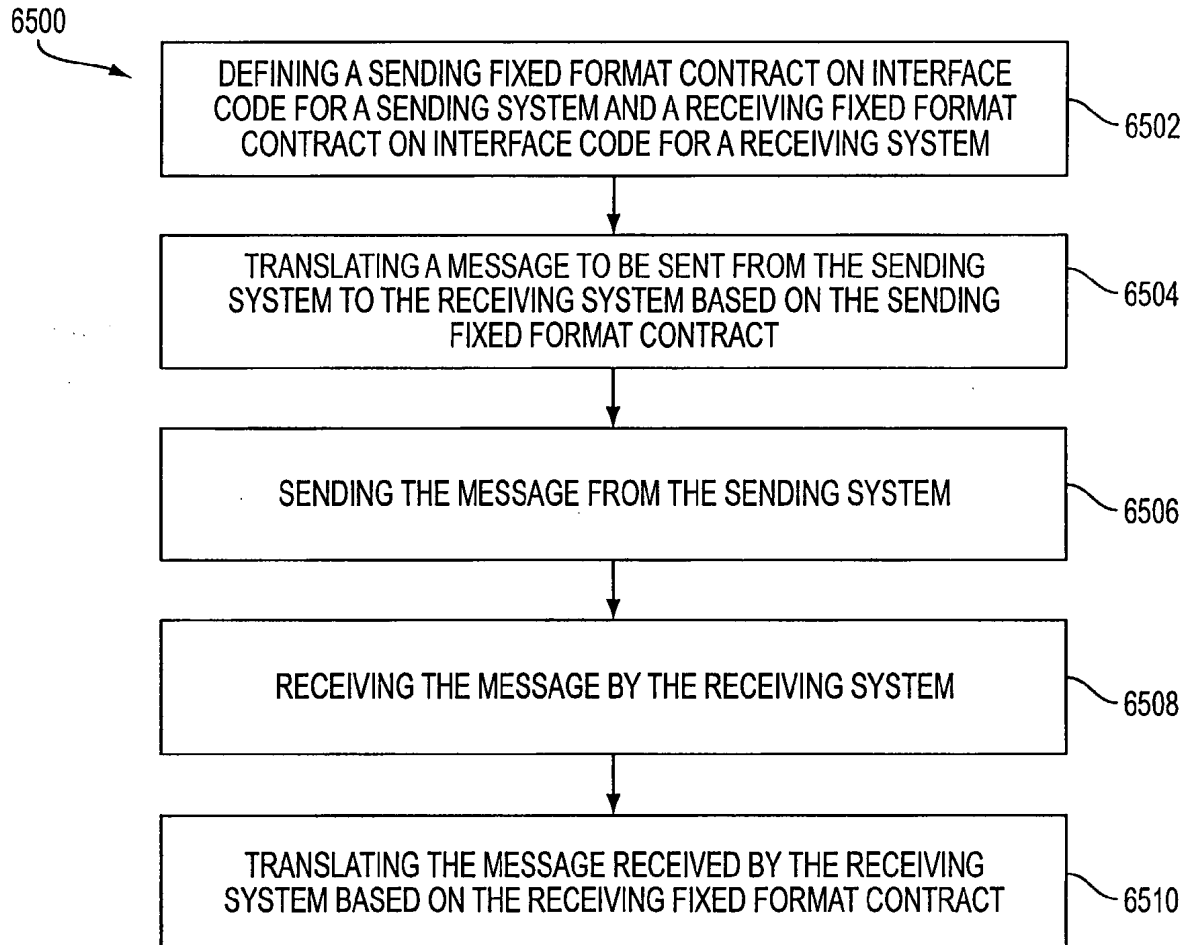 6500
DEFINING A SENDING FIXED FORMAT CONTRACT ON INTERFACE
CODE FOR A SENDING SYSTEM AND A RECEIVING FIXED FORMAT
CONTRACT ON INTERFACE CODE FOR A RECEIVING SYSTEM
6502
TRANSLATING A MESSAGE TO BE SENT FROM THE SENDING
SYSTEM TO THE RECEIVING SYSTEM BASED ON THE SENDING
FIXED FORMAT CONTRACT
6504
SENDING THE MESSAGE FROM THE SENDING SYSTEM
6506
RECEIVING THE MESSAGE BY THE RECEIVING SYSTEM
6508
TRANSLATING THE MESSAGE RECEIVED BY THE RECEIVING
SYSTEM BASED ON THE RECEIVING FIXED FORMAT CONTRACT
6510